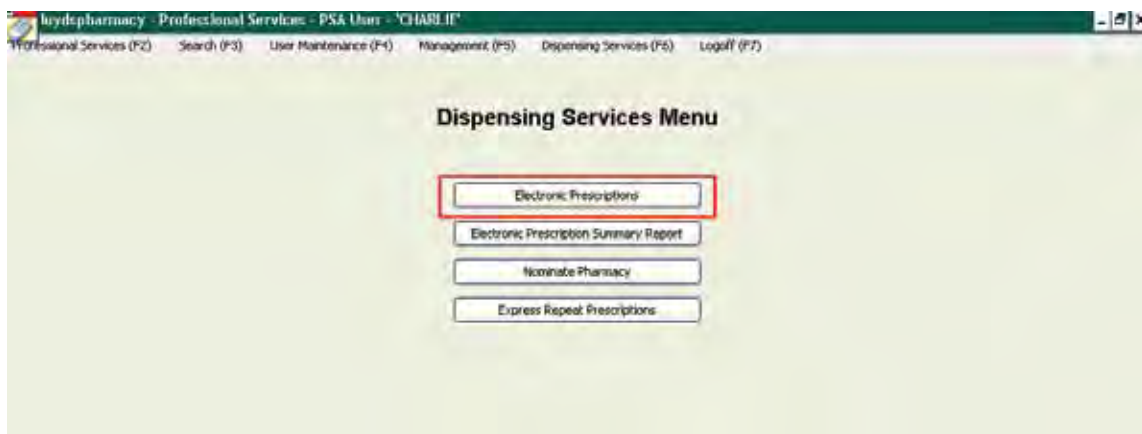 lloydspharmacy - Professional Services - PSA User - 'CHARLIE'
Professional Services (F2) Search (F3) User Maintenance (F4) Management (F5) Dispensing Services (F6) Logoff (F7)
Dispensing Services Menu
Electronic Prescriptions
Electronic Prescription Summary Report
Nominate Pharmacy
Express Repeat Prescriptions